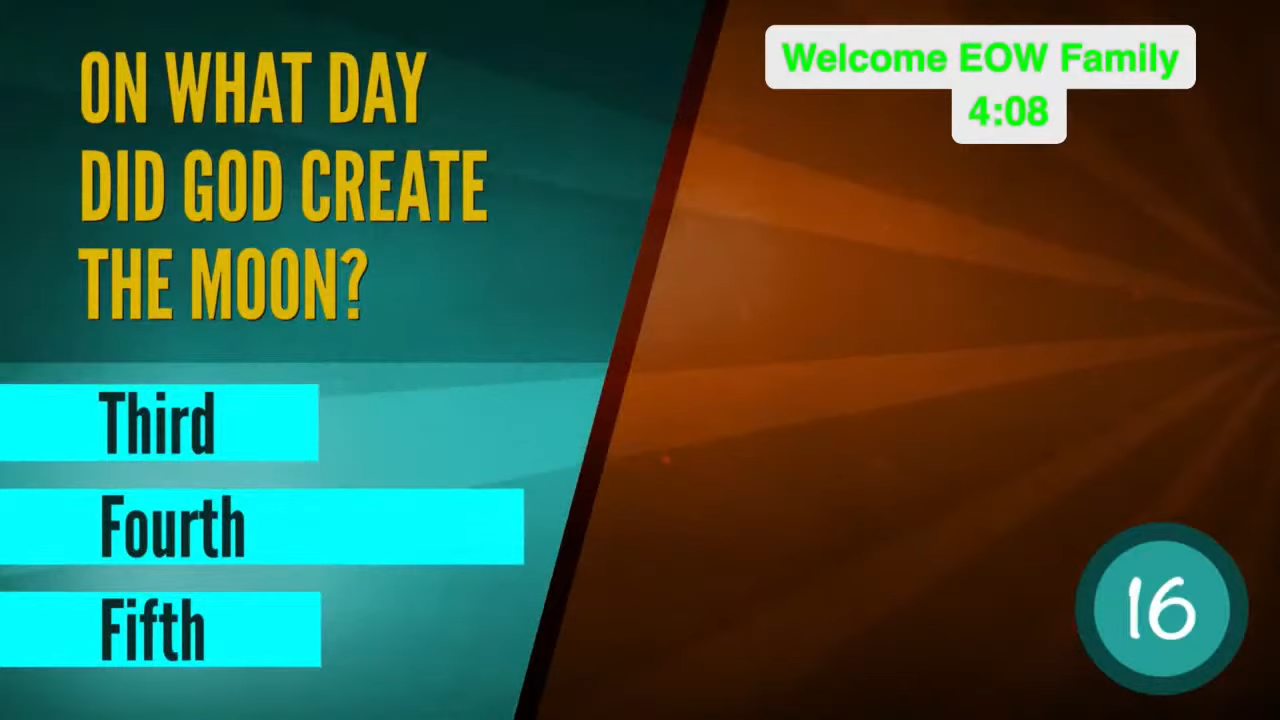 ON WHAT DAY
DID GOD CREATE
THE MOON?
Third
Fourth
Fifth
Welcome EOW Family
4:08
16